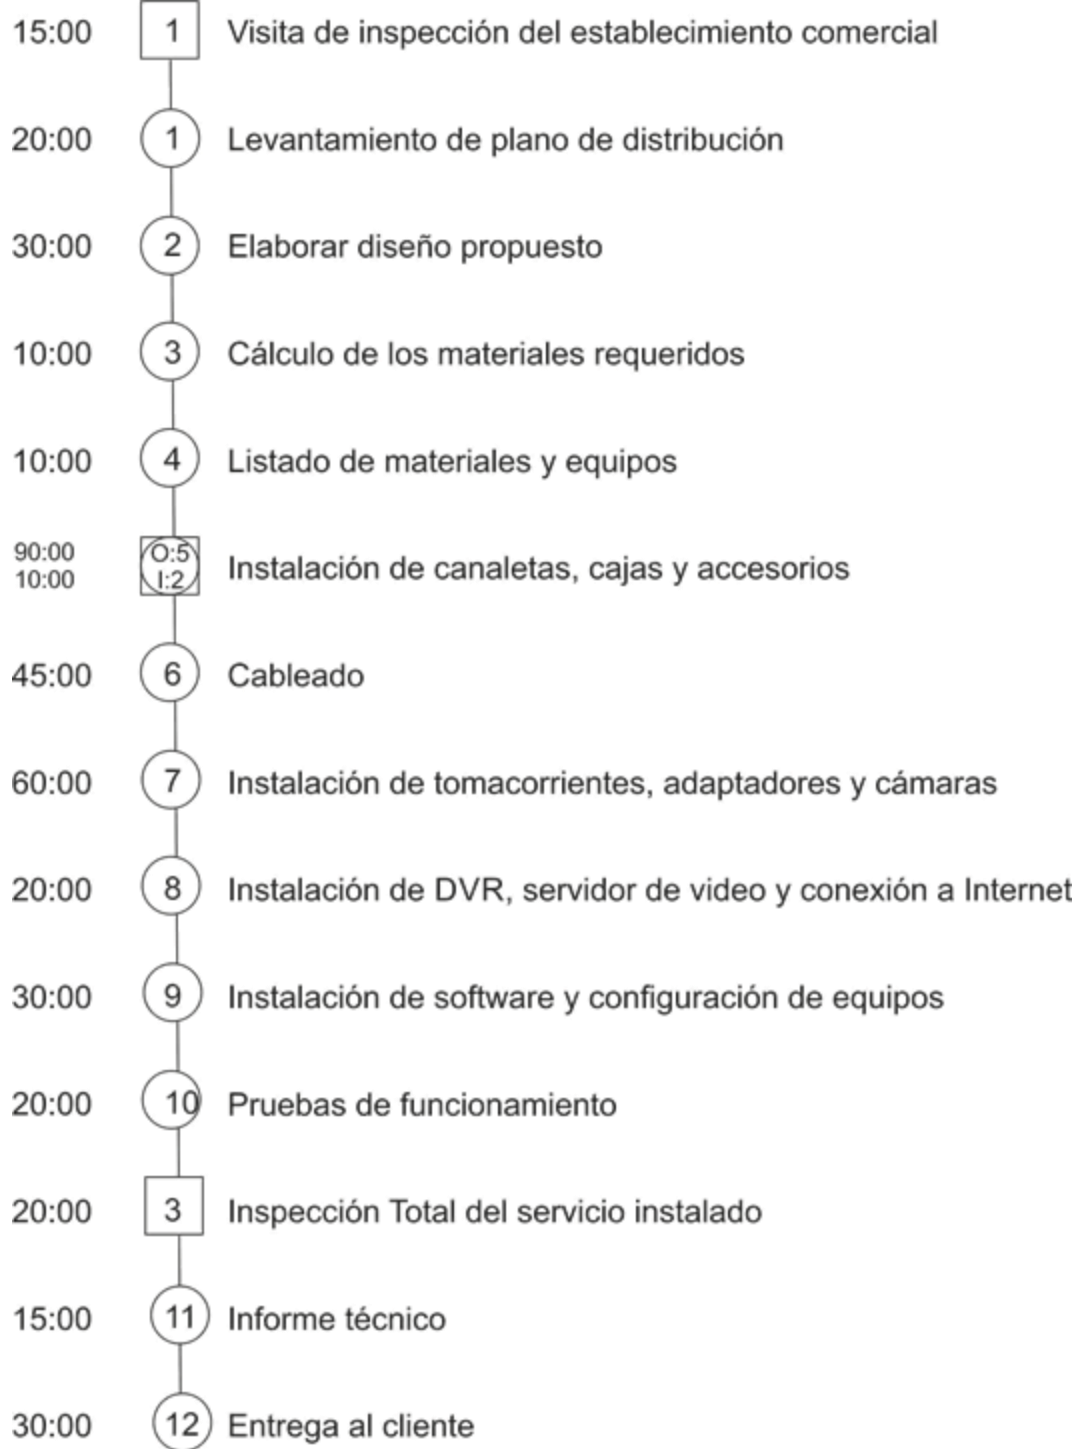 15:00 1 Visita de inspección del establecimiento comercial
20:00 1 Levantamiento de plano de distribución
30:00 2 Elaborar diseño propuesto
10:00 3 Cálculo de los materiales requeridos
10:00 4 Listado de materiales y equipos
90:00 O:5
10:00 I:2
Instalación de canaletas, cajas y accesorios
45:00 6 Cableado
60:00 7 Instalación de tomacorrientes, adaptadores y cámaras
20:00 8 Instalación de DVR, servidor de video y conexión a Internet
30:00 9 Instalación de software y configuración de equipos
20:00 10 Pruebas de funcionamiento
20:00 3 Inspección Total del servicio instalado
15:00 11 Informe técnico
30:00 12 Entrega al cliente